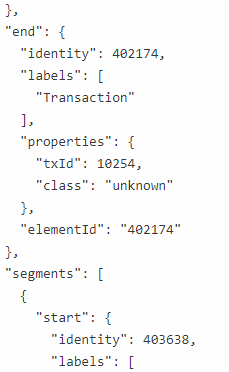 },
"end": {
"identity": 402174,
"labels": [
"Transaction"
],
"properties": {
"txId": 10254,
"class": "unknown"
},
"elementId": "402174"
},
"segments": [
{
"start": {
"identity": 403638,
"labels": [